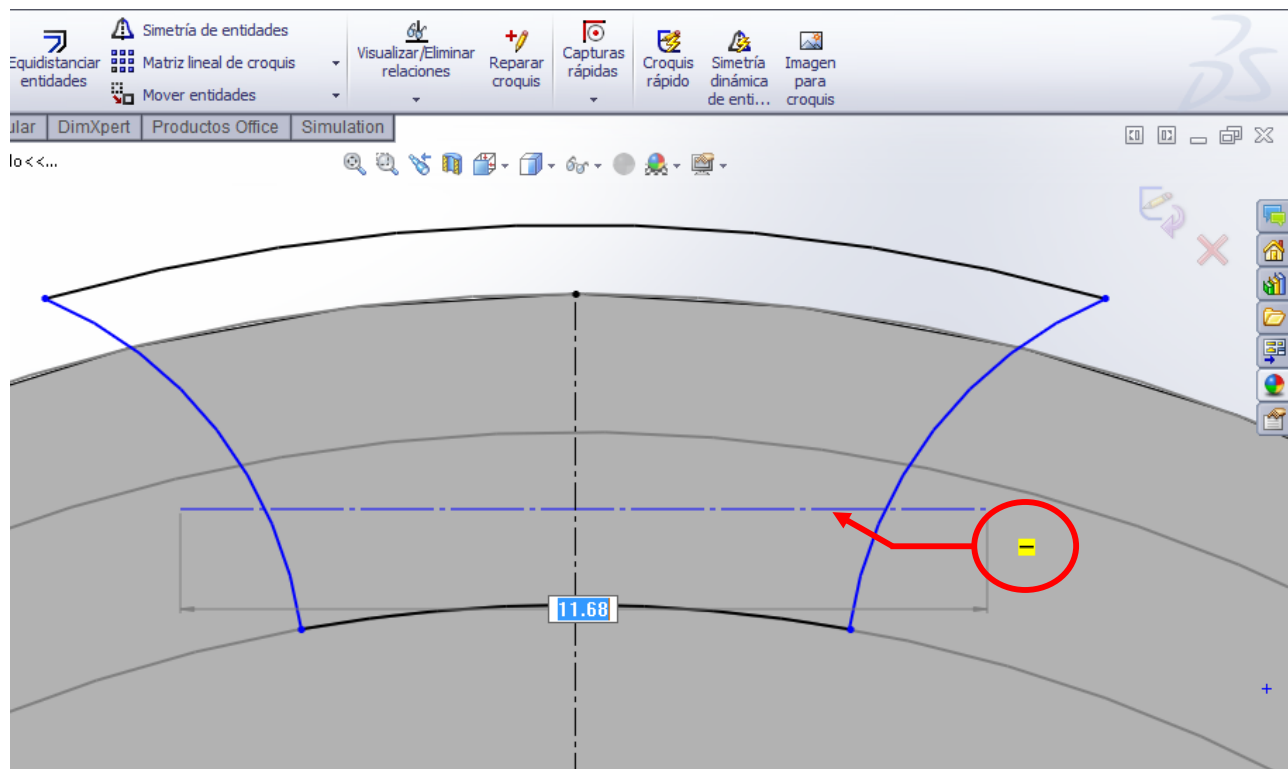 Equidistanciar
entidades
Simetría de entidades
Matriz lineal de croquis
Mover entidades
Visualizar/Eliminar
relaciones
Reparar
croquis
Capturas
rápidas
Croquis
rápido
Simetría
dinámica
de enti...
Imagen
para
croquis
ular
DimXpert
Productos Office
Simulation
lo<<...
11.68